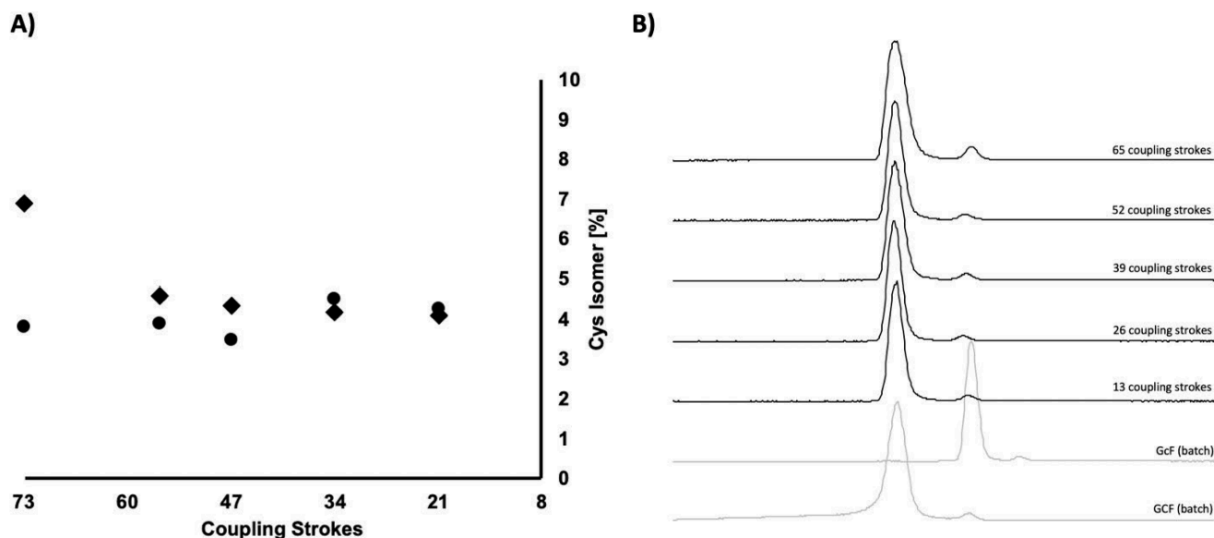 A)
10
9
8
7
6
5
4
3
2
1
0
Cys Isomer [%]
73 60 47 34 21 8
Coupling Strokes
B)
65 coupling strokes
52 coupling strokes
39 coupling strokes
26 coupling strokes
13 coupling strokes
GcF (batch)
GCF (batch)